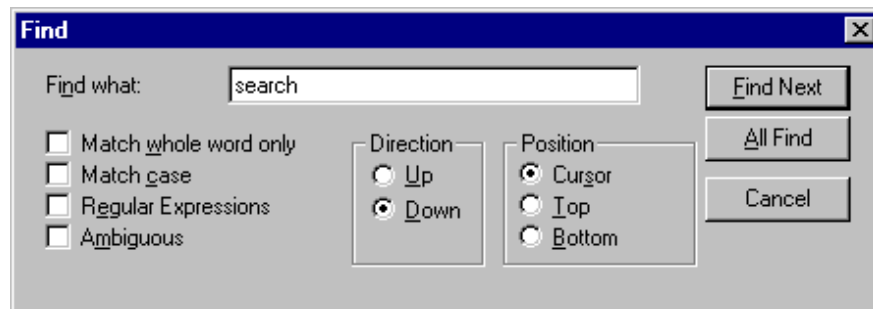 Find
Find what: search
Find Next
All Find
Cancel
Match whole word only
Match case
Regular Expressions
Ambiguous
Direction
Up
Down
Position
Cursor
Top
Bottom